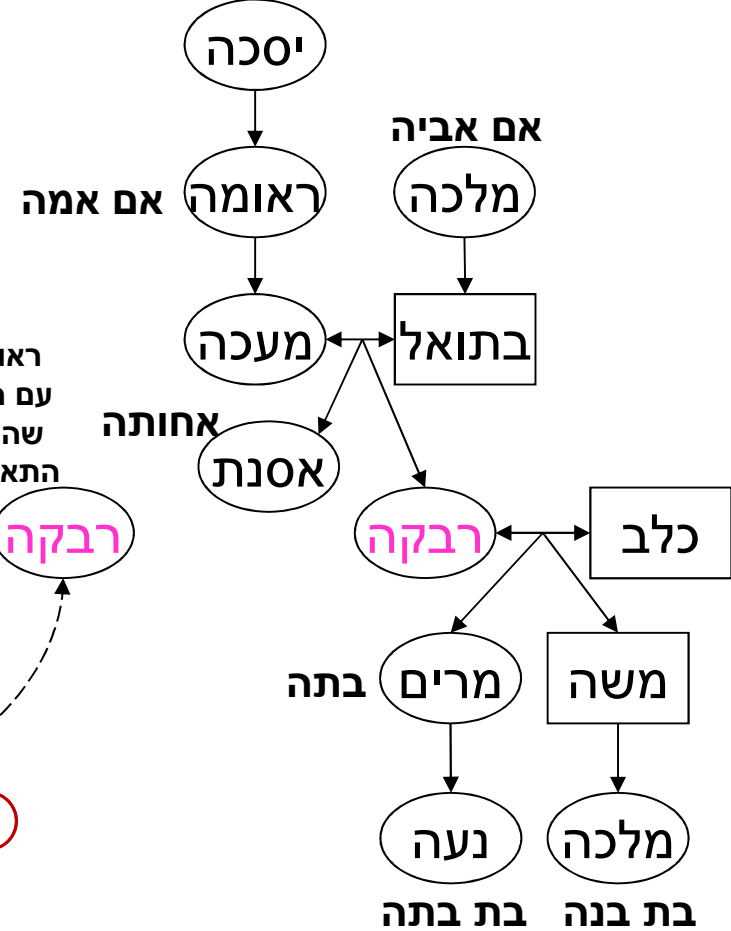 יסכה
אם אביה
אם אמה ראומה מלכה
מעכה בתואל
עם
אחותה
אסנת
רבקה רבקה כלב
בתה מרים משה
נעה מלכה
בת בתה בת בנה